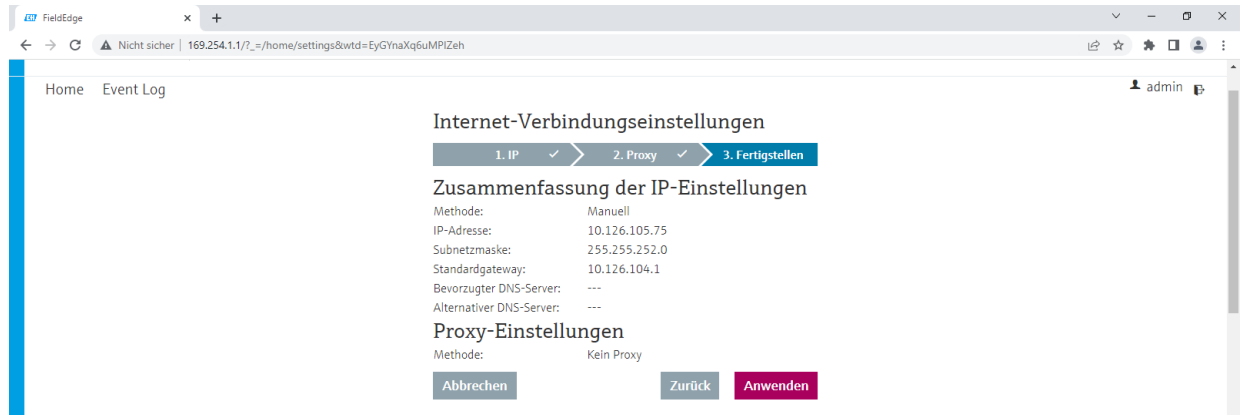 EH FieldEdge
Nicht sicher | 169.254.1.1/?_=/home/settings&wtd=EyGYnaXq6uMPIZeh
Home Event Log admin
Internet-Verbindungseinstellungen
1. IP 2. Proxy 3. Fertigstellen
Zusammenfassung der IP-Einstellungen
Methode: Manuell
IP-Adresse: 10.126.105.75
Subnetzmaske: 255.255.252.0
Standardgateway: 10.126.104.1
Bevorzugter DNS-Server: ---
Alternativer DNS-Server: ---
Proxy-Einstellungen
Methode: Kein Proxy
Abbrechen Zurück Anwenden